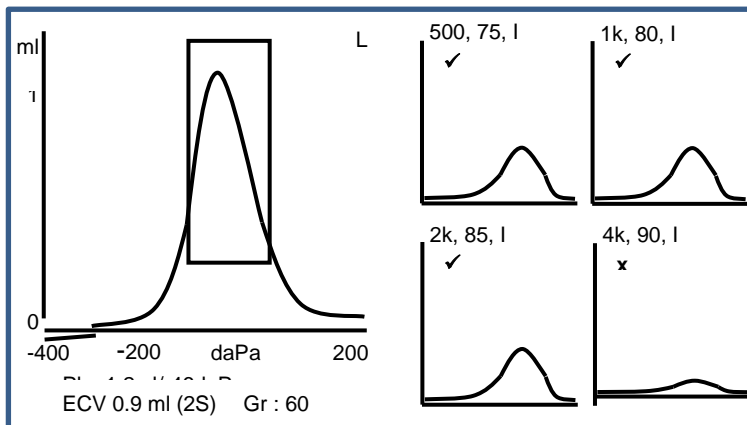 ml
L
0
-400 -200 daPa 200
ECV 0.9 ml (2S) Gr : 60
500, 75, I
✓
1k, 80, I
✓
2k, 85, I
✓
4k, 90, I
x